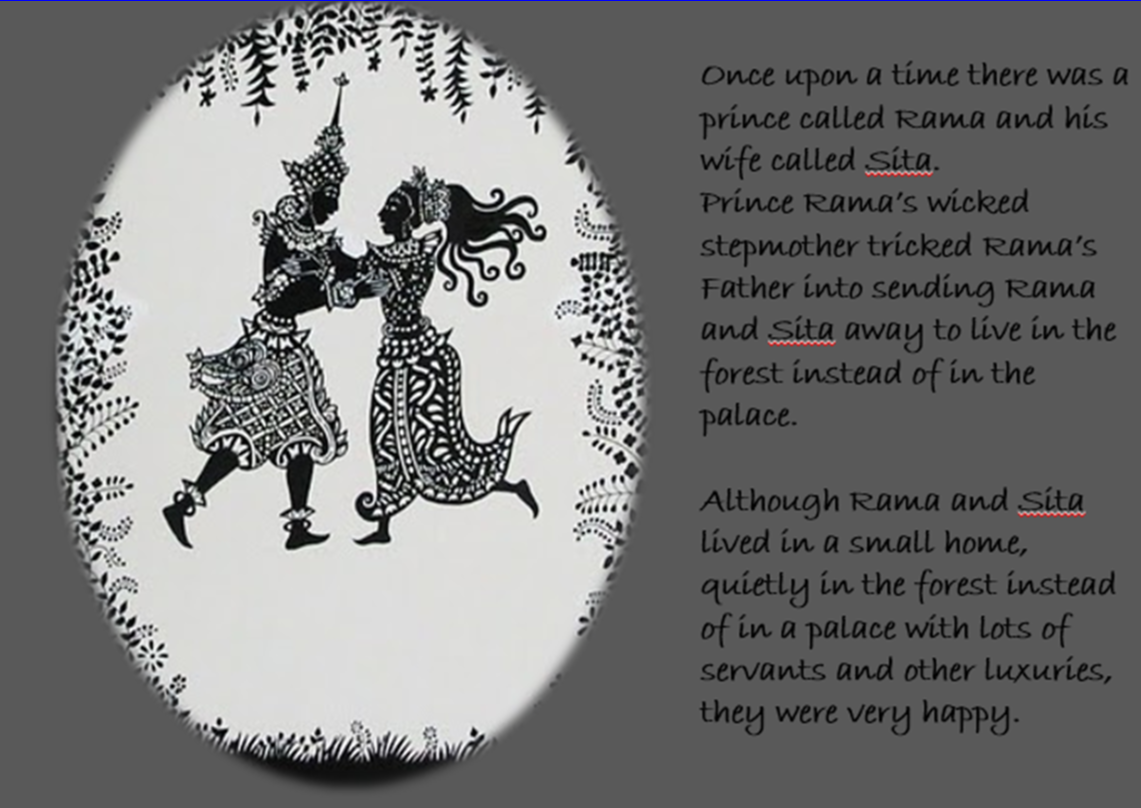 Once upon a time there was a
prince called Rama and his
wife called Sita.
Prince Rama's wicked
stepmother tricked Rama's
Father into sending Rama
and Sita away to live in the
forest instead of in the
palace.
Although Rama and Sita
lived in a small home,
quietly in the forest instead
of in a palace with lots of
servants and other luxuries,
they were very happy.